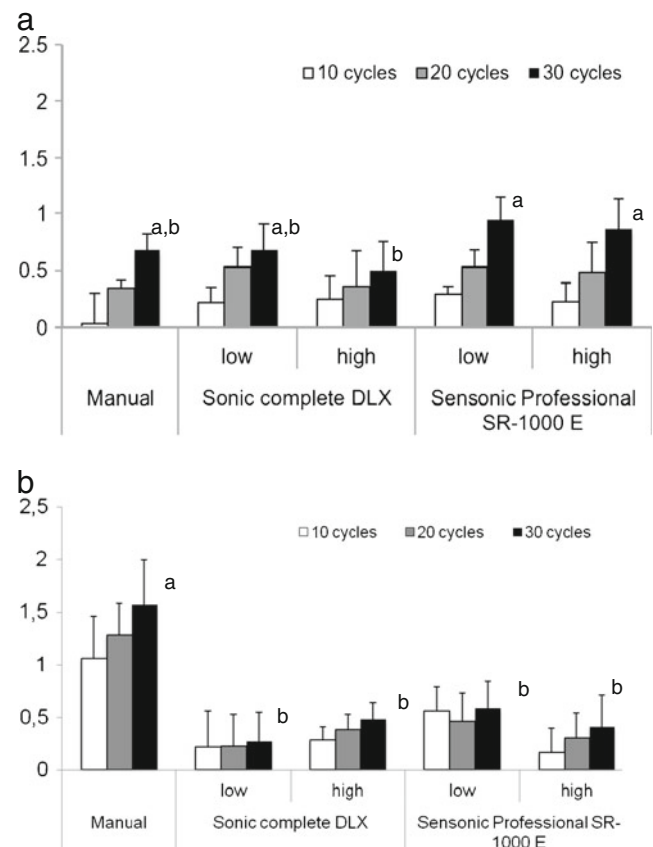 a
2.5
10 cycles 20 cycles 30 cycles
2
1.5
1
a,b a,b b a a
0.5
0
low high low high
Manual Sonic complete DLX Sensonic Professional
SR-1000 E
b
2,5
10 cycles 20 cycles 30 cycles
2
a
1,5
1
b b b b
0,5
0
low high low high
Manual Sonic complete DLX Sensonic Professional SR-
1000 E